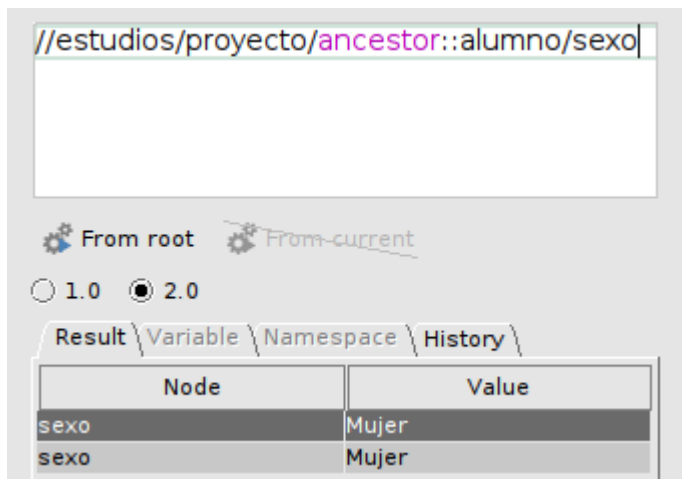 //estudios/proyecto/ancestor::alumno/sexo
From root From current
1.0 2.0
Result Variable Namespace History
Node Value
sexo Mujer
sexo Mujer